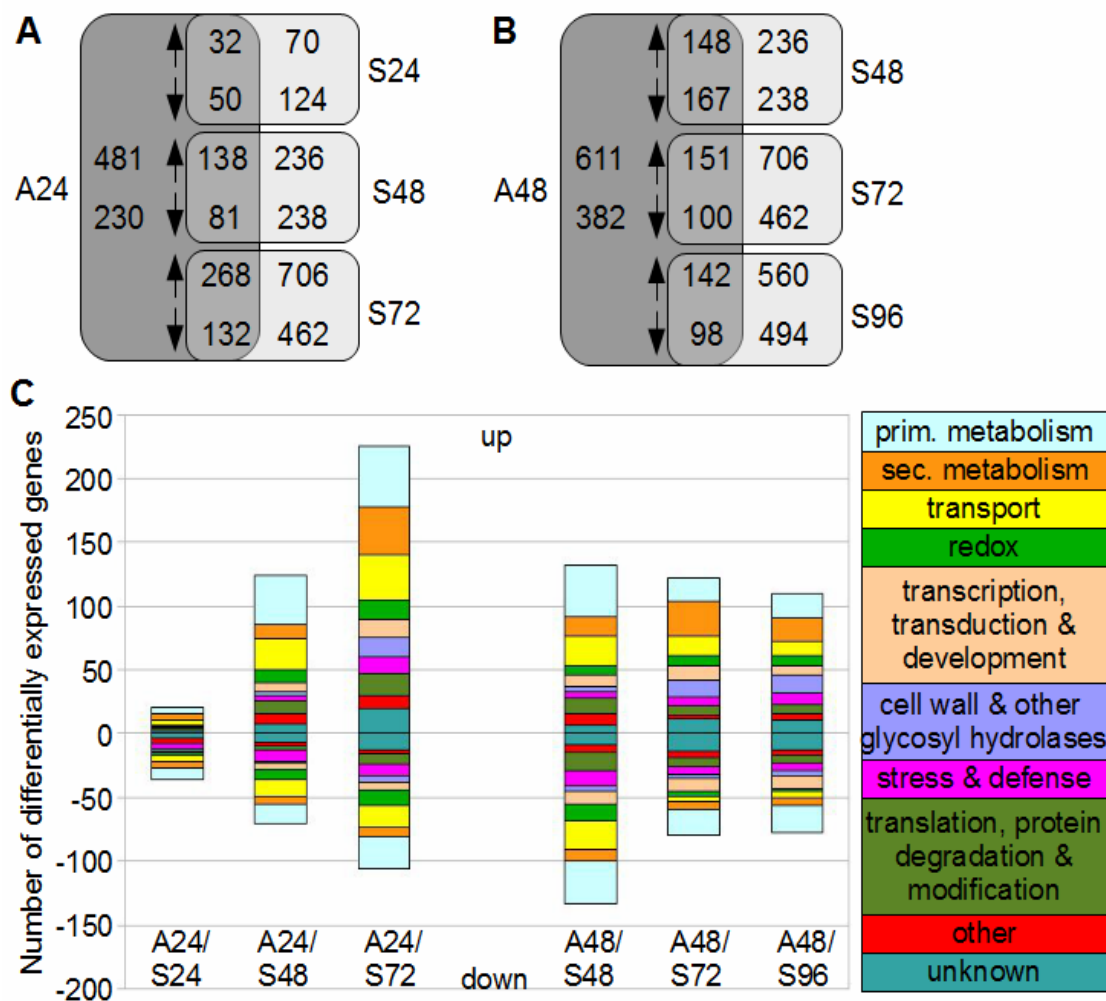 A
32 70
S24
50 124
481 138 236
A24 S48
230 81 238
268 706
S72
132 462
B
148 236
S48
167 238
611 151 706
A48 S72
382 100 462
142 560
S96
98 494
C
Number of differentially expressed genes
250
200
150
100
50
0
-50
-100
-150
-200
up
A24/ A24/ A24/ A48/ A48/ A48/
S24 S48 S72 down S48 S72 S96
prim. metabolism
sec. metabolism
transport
redox
transcription,
transduction &
development
cell wall & other
glycosyl hydrolases
stress & defense
translation, protein
degradation &
modification
other
unknown